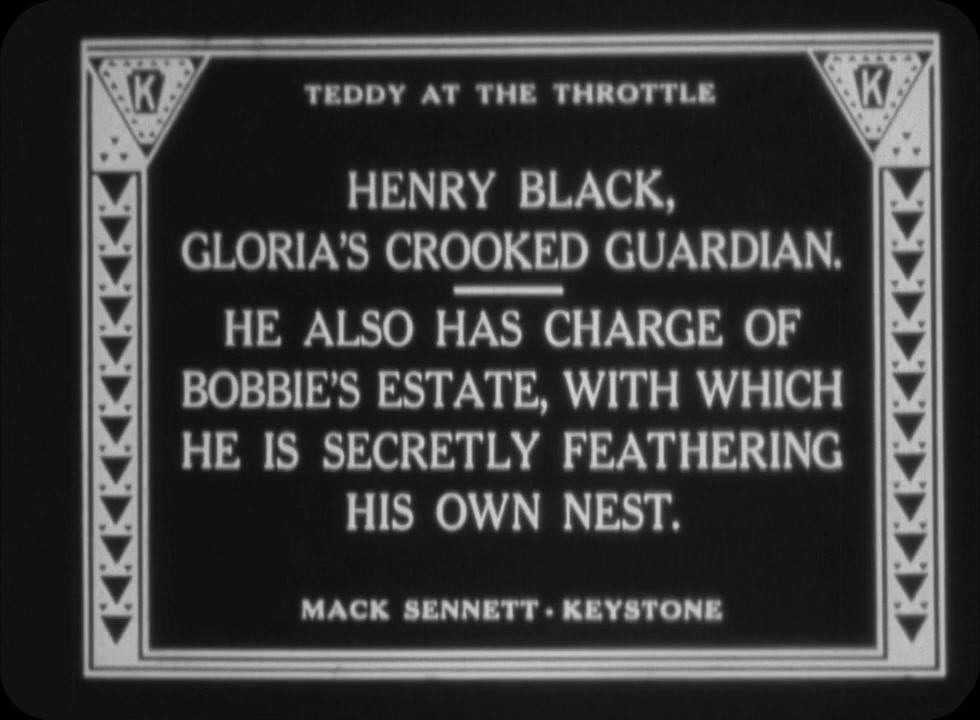 K K
TEDDY AT THE THROTTLE
HENRY BLACK,
GLORIA'S CROOKED GUARDIAN.
HE ALSO HAS CHARGE OF
BOBBIE'S ESTATE, WITH WHICH
HE IS SECRETLY FEATHERING
HIS OWN NEST.
MACK SENNETT · KEYSTONE